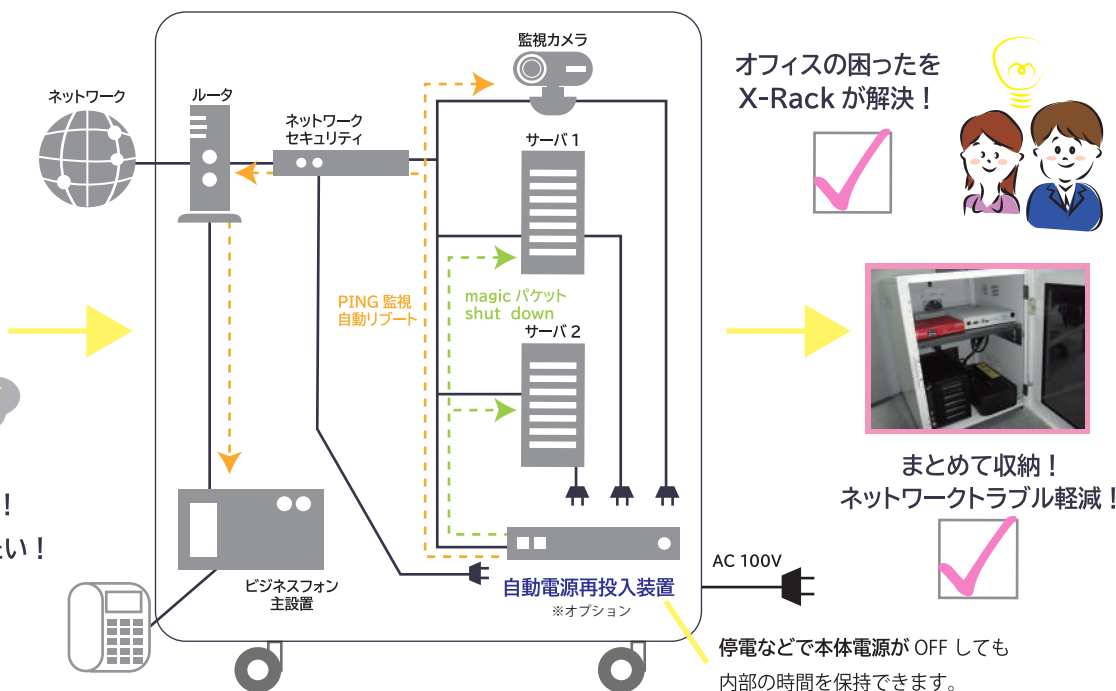 監視カメラ
ネットワーク
ルータ
ネットワーク
セキュリティ
サーバ 1
PING 監視
自動リブート
magic パケット
shut down
サーバ 2
！
い！
ビジネスフォン
主設置
自動電源再投入装置
※オプション
AC 100V
停電などで本体電源が OFF しても
内部の時間を保持できます。
オフィスの困ったを
X-Rack が解決！
まとめて収納！
ネットワークトラブル軽減！